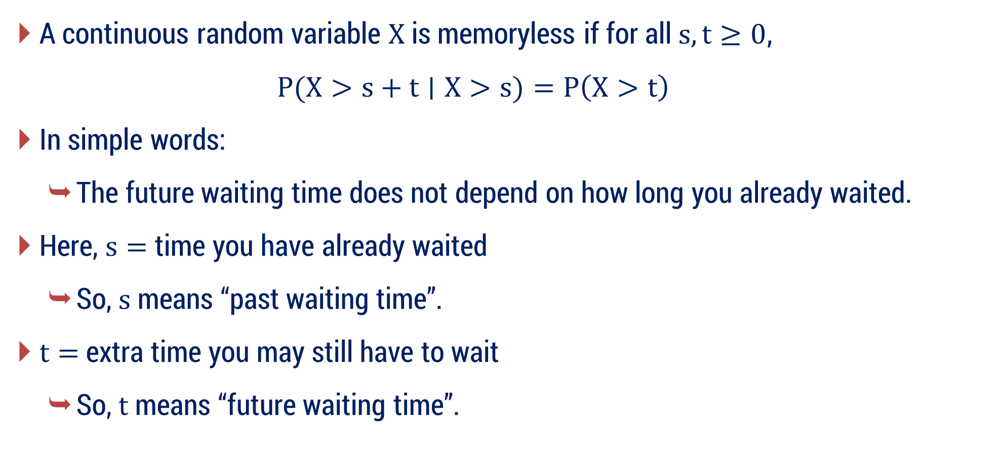 A continuous random variable X is memoryless if for all s, t ≥ 0,
P(X > s + t | X > s) = P(X > t)
In simple words:
The future waiting time does not depend on how long you already waited.
Here, s = time you have already waited
So, s means “past waiting time”.
t = extra time you may still have to wait
So, t means “future waiting time”.